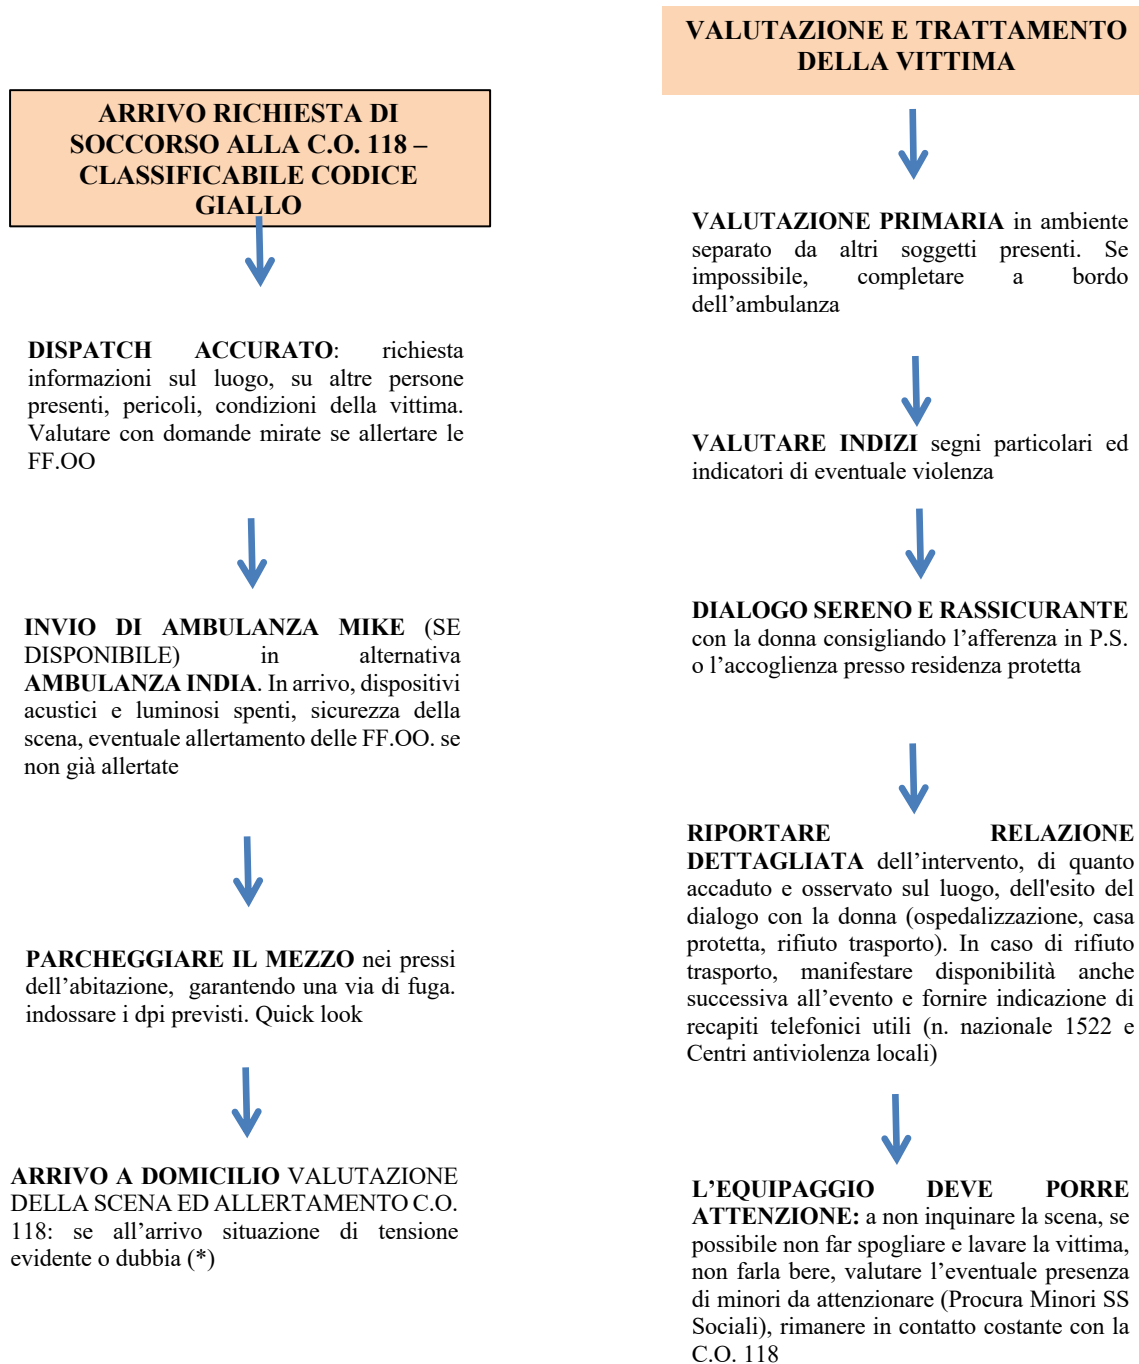 ARRIVO RICHIESTA DI
SOCCORSO ALLA C.O. 118 –
CLASSIFICABILE CODICE
GIALLO
DISPATCH ACCURATO: richiesta
informazioni sul luogo, su altre persone
presenti, pericoli, condizioni della vittima.
Valutare con domande mirate se allertare le
FF.OO
INVIO DI AMBULANZA MIKE (SE
DISPONIBILE) in alternativa
AMBULANZA INDIA. In arrivo, dispositivi
acustici e luminosi spenti, sicurezza della
scena, eventuale allertamento delle FF.OO. se
non già allertate
PARCHEGGIARE IL MEZZO nei pressi
dell’abitazione, garantendo una via di fuga.
indossare i dpi previsti. Quick look
ARRIVO A DOMICILIO VALUTAZIONE
DELLA SCENA ED ALLERTAMENTO C.O.
118: se all’arrivo situazione di tensione
evidente o dubbia (*)
VALUTAZIONE E TRATTAMENTO
DELLA VITTIMA
VALUTAZIONE PRIMARIA in ambiente
separato da altri soggetti presenti. Se
impossibile, completare a bordo
dell’ambulanza
VALUTARE INDIZI segni particolari ed
indicatori di eventuale violenza
DIALOGO SERENO E RASSICURANTE
con la donna consigliando l’afferenza in P.S.
o l’accoglienza presso residenza protetta
RIPORTARE RELAZIONE
DETTAGLIATA dell’intervento, di quanto
accaduto e osservato sul luogo, dell'esito del
dialogo con la donna (ospedalizzazione, casa
protetta, rifiuto trasporto). In caso di rifiuto
trasporto, manifestare disponibilità anche
successiva all’evento e fornire indicazione di
recapiti telefonici utili (n. nazionale 1522 e
Centri antiviolenza locali)
L’EQUIPAGGIO DEVE PORRE
ATTENZIONE: a non inquinare la scena, se
possibile non far spogliare e lavare la vittima,
non farla bere, valutare l’eventuale presenza
di minori da attenzionare (Procura Minori SS
Sociali), rimanere in contatto costante con la
C.O. 118